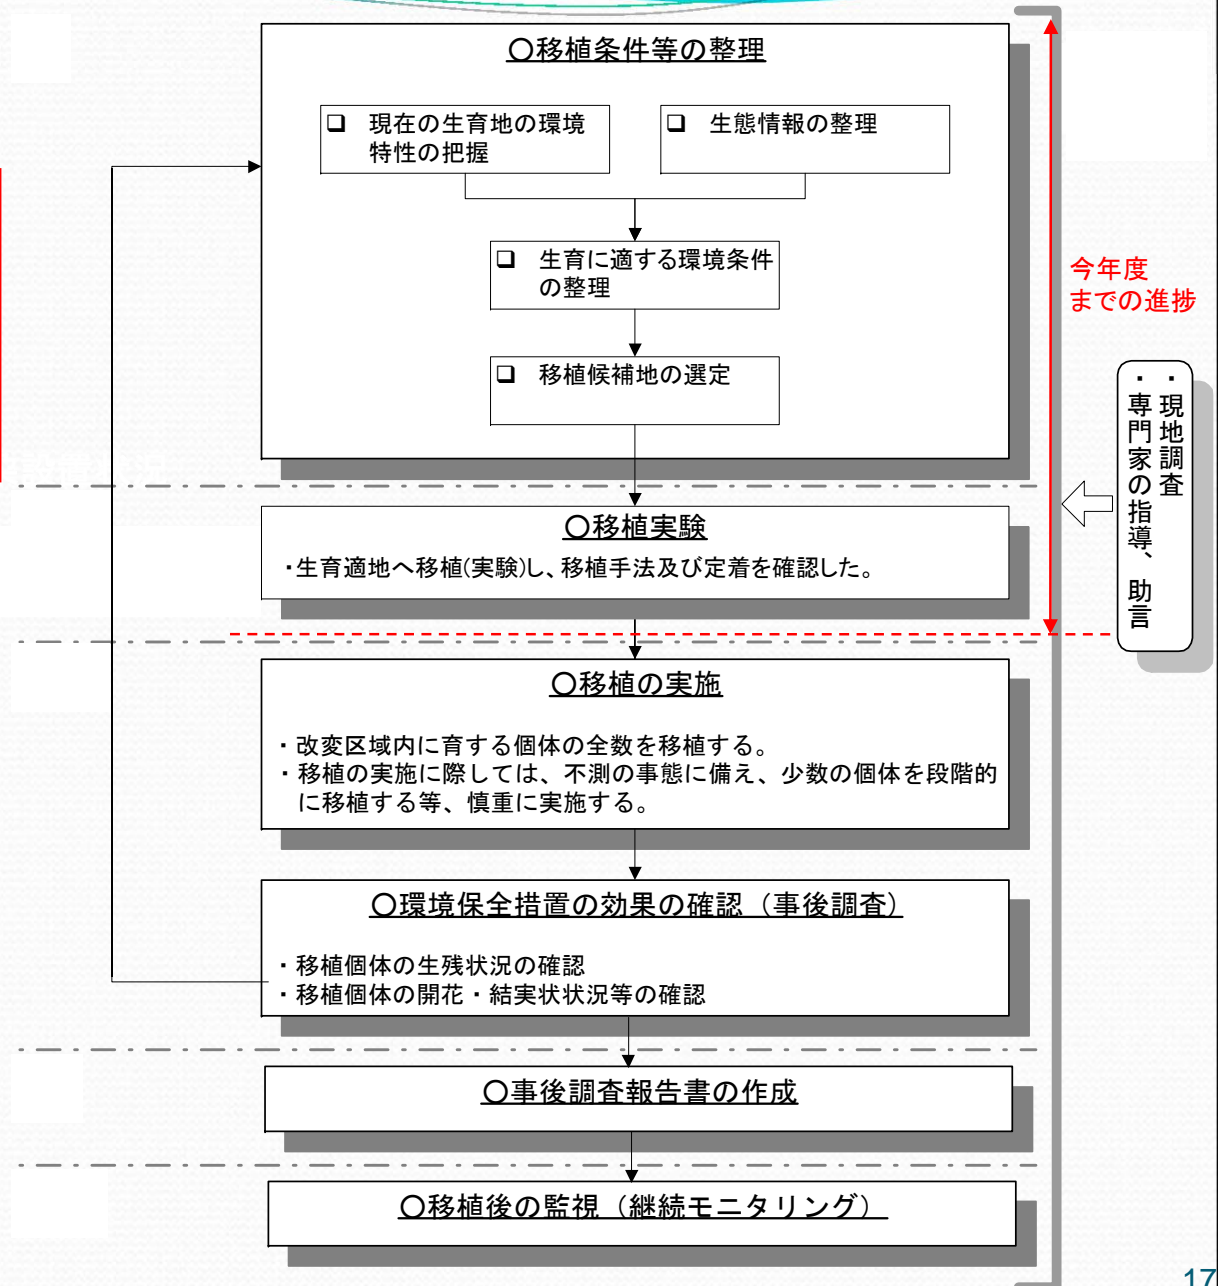 ○移植条件等の整理
❑ 現在の生育地の環境
特性の把握
❑ 生態情報の整理
❑ 生育に適する環境条件
の整理
❑ 移植候補地の選定
今年度
までの進捗
・現地調査
・専門家の指導、助言
○移植実験
・生育適地へ移植(実験)し、移植手法及び定着を確認した。
○移植の実施
・改変区域内に育する個体の全数を移植する。
・移植の実施に際しては、不測の事態に備え、少数の個体を段階的
に移植する等、慎重に実施する。
○環境保全措置の効果の確認（事後調査）
・移植個体の生残状況の確認
・移植個体の開花・結実状状況等の確認
○事後調査報告書の作成
○移植後の監視（継続モニタリング）
17